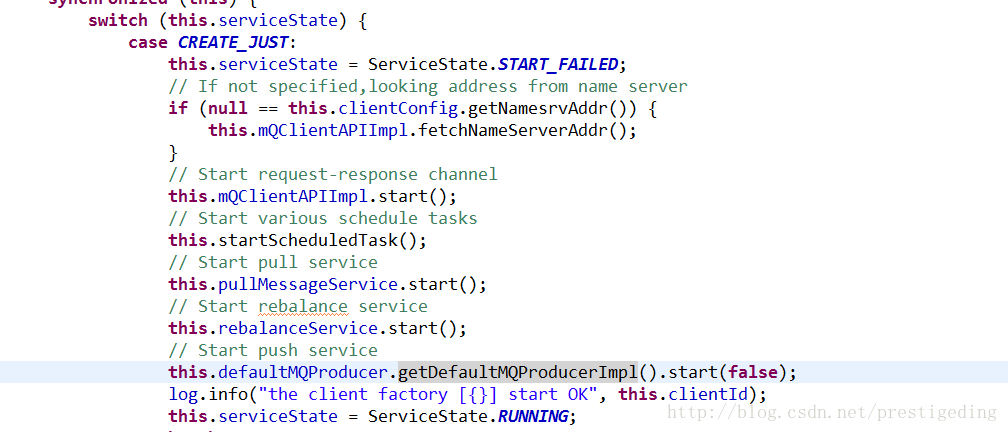 synchronized (this) {
switch (this.serviceState) {
case CREATE_JUST:
this.serviceState = ServiceState.START_FAILED;
// If not specified,looking address from name server
if (null == this.clientConfig.getNamesrvAddr()) {
this.mQClientAPIImpl.fetchNameServerAddr();
}
// Start request-response channel
this.mQClientAPIImpl.start();
// Start various schedule tasks
this.startScheduledTask();
// Start pull service
this.pullMessageService.start();
// Start rebalance service
this.rebalanceService.start();
// Start push service
this.defaultMQProducer.getDefaultMQProducerImpl().start(false);
log.info("the client factory [{}] start OK", this.clientId);
this.serviceState = ServiceState.RUNNING;
http://blog.csdn.net/prestigeding